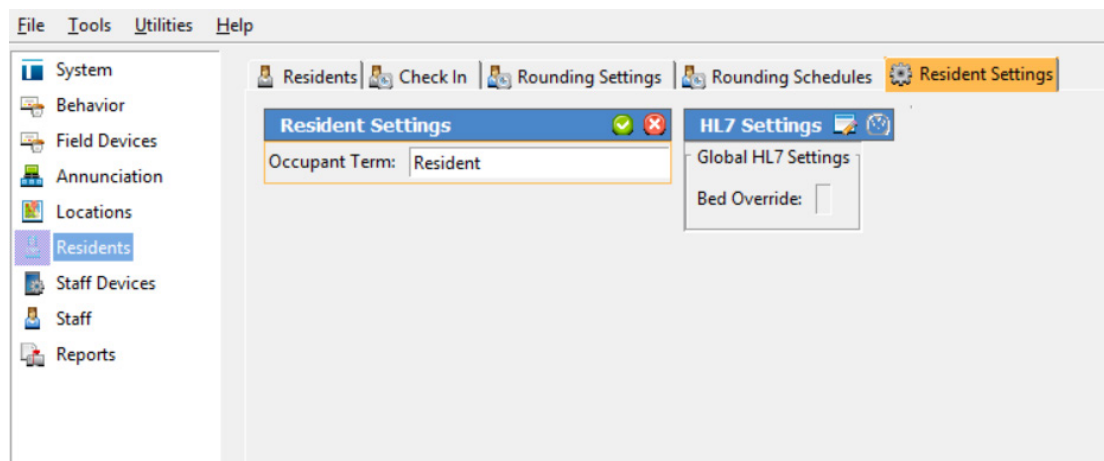 File Tools Utilities Help
System
Behavior
Field Devices
Annunciation
Locations
Residents
Staff Devices
Staff
Reports
Residents Check In Rounding Settings Rounding Schedules Resident Settings
Resident Settings
Occupant Term: Resident
HL7 Settings
Global HL7 Settings
Bed Override: